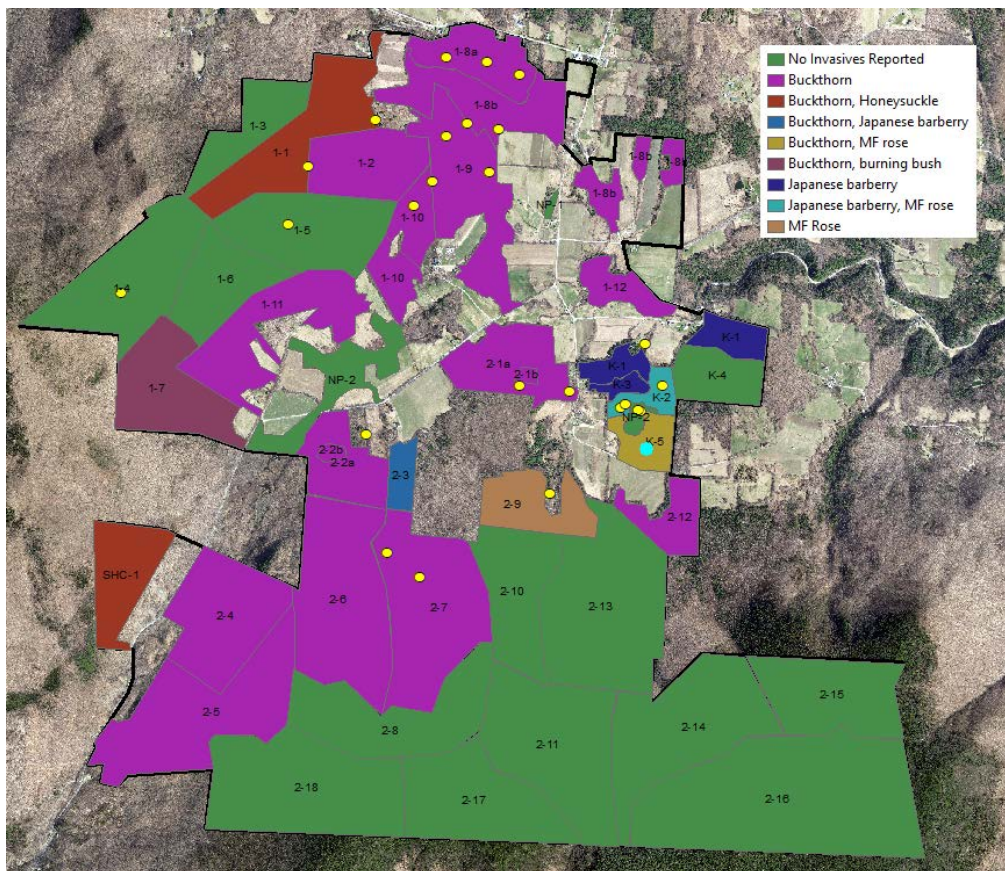 No Invasives Reported
Buckthorn
Buckthorn, Honeysuckle
Buckthorn, Japanese barberry
Buckthorn, MF rose
Buckthorn, burning bush
Japanese barberry
Japanese barberry, MF rose
MF Rose
1-8a
1-8b
1-3
1-1
1-2
1-9
1-8b
1-8b
1-8b
NP-1
1-10
1-5
1-6
1-10
1-4
1-11
1-12
K-1
K-1
K-4
2-1a
2-1b
K-3
K-2
NP-2
1-7
NP-2
K-5
2-2b
2-2a
2-3
2-9
2-12
SHC-1
2-4
2-6
2-7
2-10
2-13
2-5
2-8
2-11
2-14
2-15
2-18
2-17
2-16